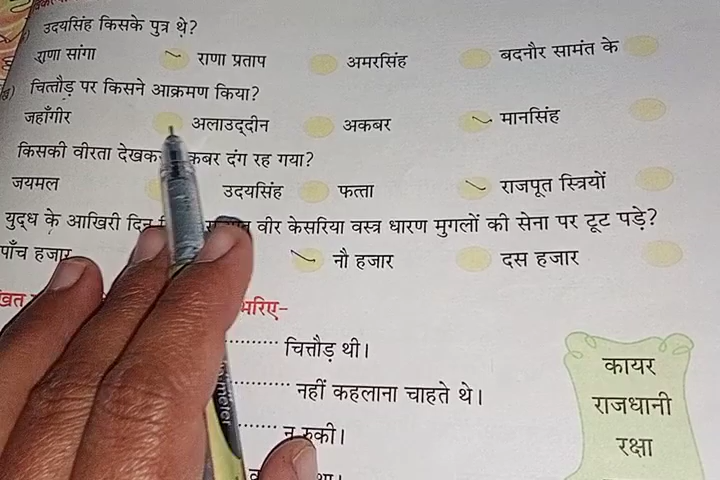 उदयसिंह किसके पुत्र थे?
राणा सांगा राणा प्रताप अमरसिंह बदनौर सामंत के
ख) चित्तौड़ पर किसने आक्रमण किया?
जहाँगीर अलाउद्दीन अकबर मानसिंह
किसकी वीरता देखकर कबर दंग रह गया?
जयमल उदयसिंह फत्ता राजपूत स्त्रियों
युद्ध के आखिरी दिन वीर केसरिया वस्त्र धारण मुगलों की सेना पर टूट पड़े?
पाँच हजार नौ हजार दस हजार
भरिए–
चित्तौड़ थी।
कायर
नहीं कहलाना चाहते थे।
राजधानी
न रुकी।
रक्षा